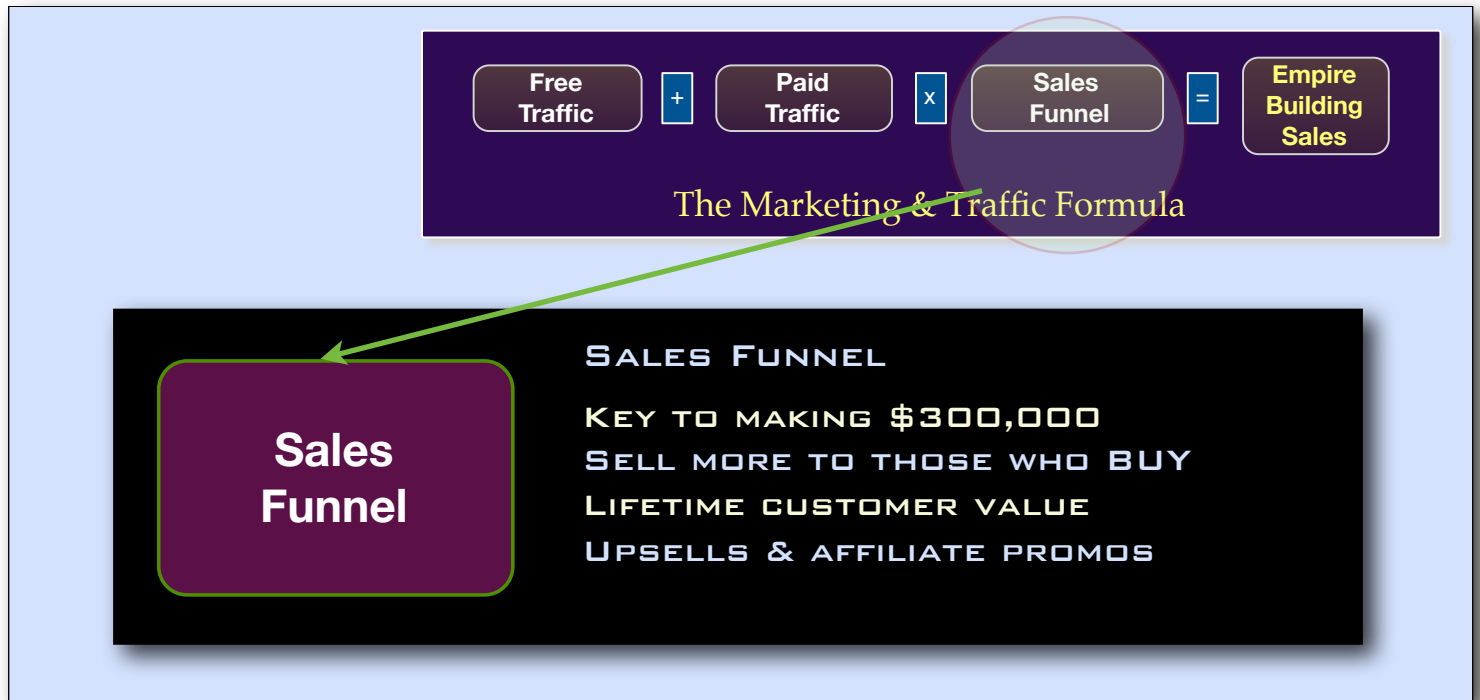 Free
Traffic
+
Paid
Traffic
x
Sales
Funnel
=
Empire
Building
Sales
The Marketing & Traffic Formula
Sales
Funnel
Sales Funnel
Key to making $300,000
Sell more to those who BUY
Lifetime customer value
Upsells & affiliate promos